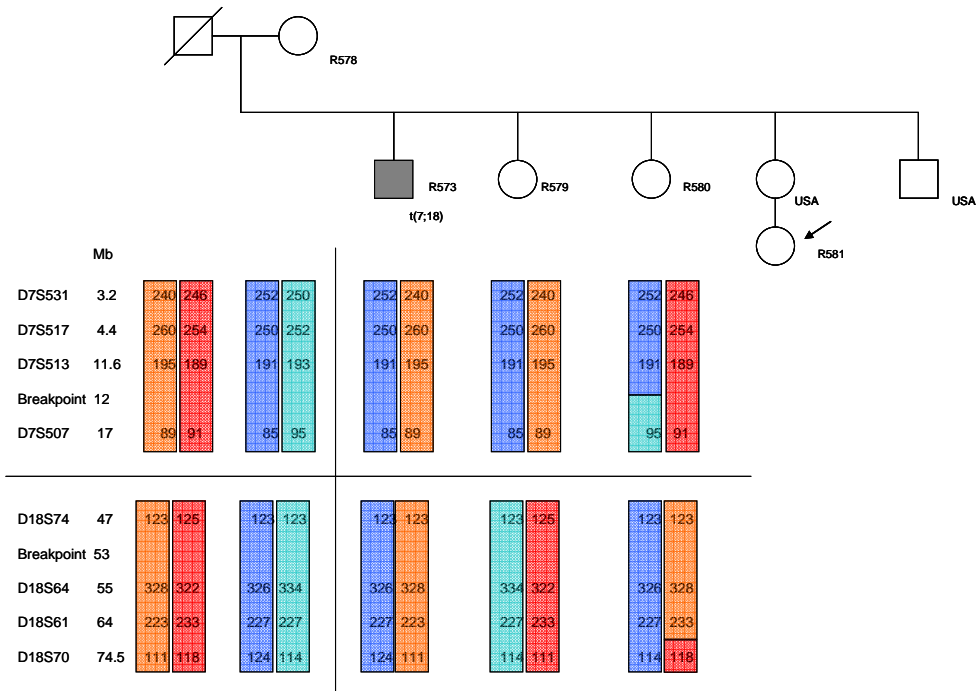 R578
R573
R579
R580
USA
USA
t(7;18)
R581
Mb
D7S531 3.2 240 246 252 250 252 240 252 240 252 246
D7S517 4.4 260 254 250 252 250 260 250 260 250 254
D7S513 11.6 195 189 191 193 191 195 191 195 191 189
Breakpoint 12
D7S507 17 89 91 85 95 85 89 85 89 95 91
D18S74 47 123 125 123 123 123 123 123 125 123 123
Breakpoint 53
D18S64 55 328 322 326 334 326 328 334 322 326 328
D18S61 64 223 233 227 227 227 223 227 233 227 233
D18S70 74.5 111 118 124 114 124 111 114 111 114 118